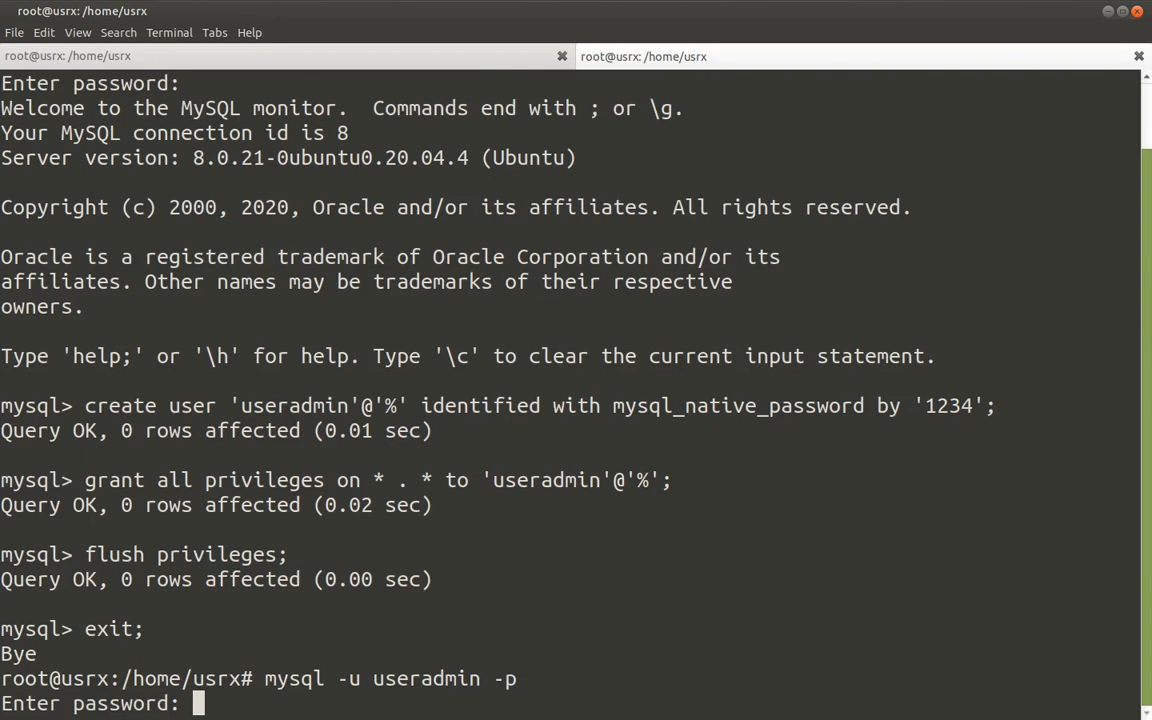 root@usrx: /home/usrx
File Edit View Search Terminal Tabs Help
root@usrx: /home/usrx root@usrx: /home/usrx
Enter password:
Welcome to the MySQL monitor.  Commands end with ; or \g.
Your MySQL connection id is 8
Server version: 8.0.21-0ubuntu0.20.04.4 (Ubuntu)
Copyright (c) 2000, 2020, Oracle and/or its affiliates. All rights reserved.
Oracle is a registered trademark of Oracle Corporation and/or its
affiliates. Other names may be trademarks of their respective
owners.
Type 'help;' or '\h' for help. Type '\c' to clear the current input statement.
mysql> create user 'useradmin'@'%' identified with mysql_native_password by '1234';
Query OK, 0 rows affected (0.01 sec)
mysql> grant all privileges on * . * to 'useradmin'@'%';
Query OK, 0 rows affected (0.02 sec)
mysql> flush privileges;
Query OK, 0 rows affected (0.00 sec)
mysql> exit;
Bye
root@usrx:/home/usrx# mysql -u useradmin -p
Enter password: